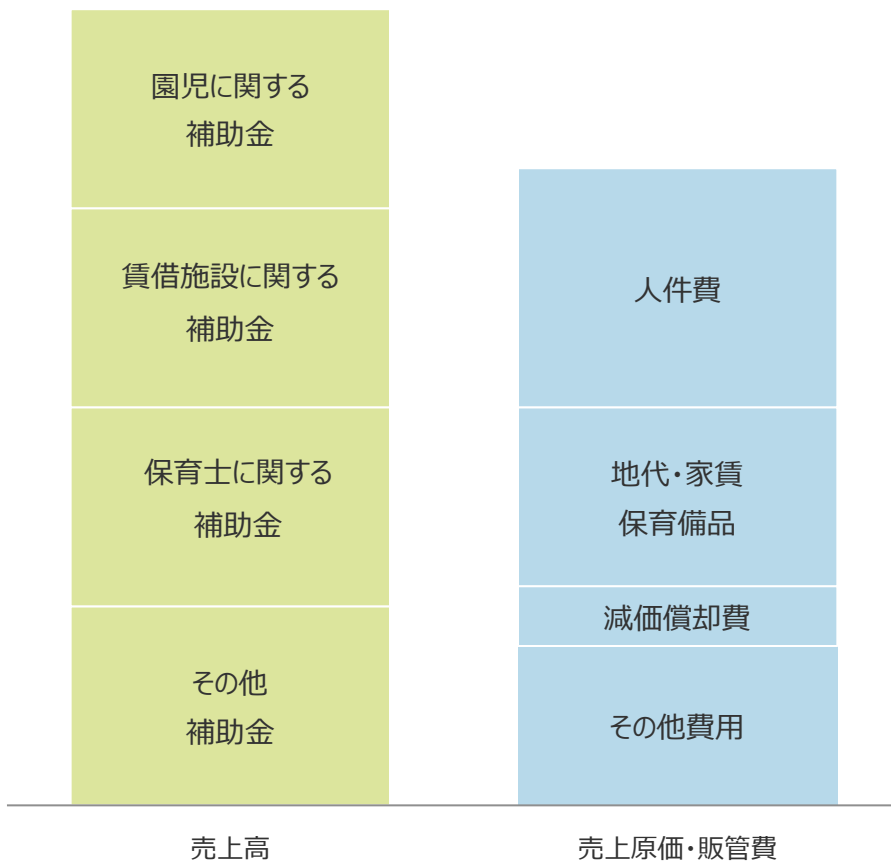 園児に関する
補助金
賃借施設に関する
補助金
保育士に関する
補助金
その他
補助金
人件費
地代・家賃
保育備品
減価償却費
その他費用
売上高
売上原価・販管費